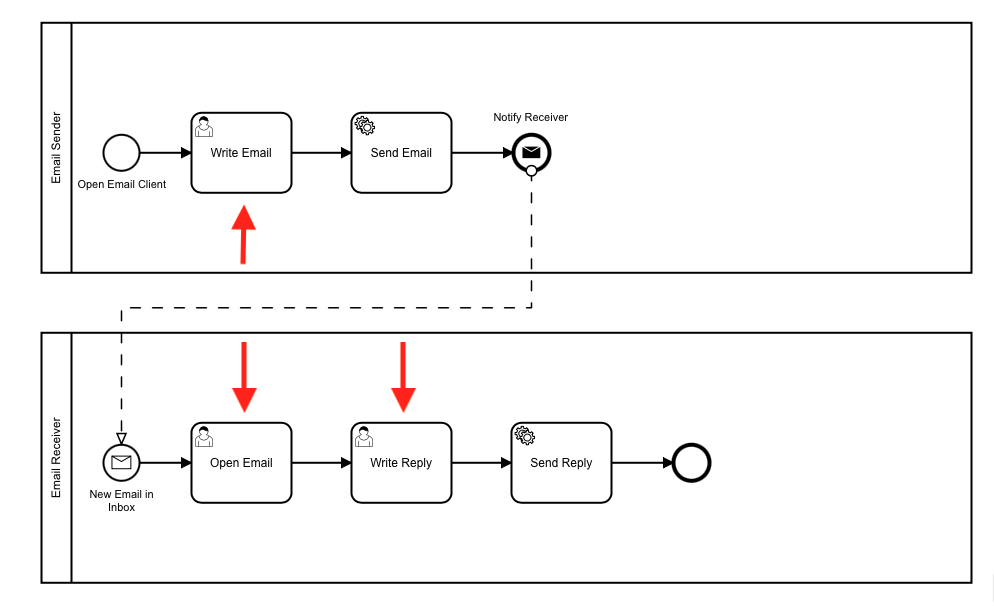 Email Sender
Open Email Client
Write Email
Send Email
Notify Receiver
Email Receiver
New Email in
Inbox
Open Email
Write Reply
Send Reply